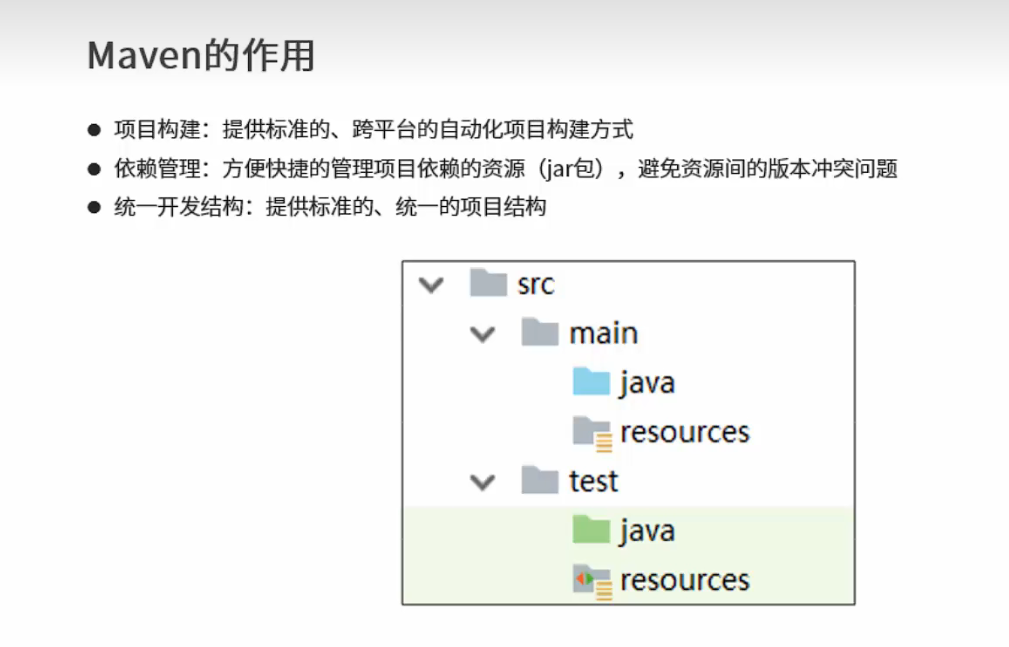 Maven的作用
● 项目构建：提供标准的、跨平台的自动化项目构建方式
● 依赖管理：方便快捷的管理项目依赖的资源（jar包），避免资源间的版本冲突问题
● 统一开发结构：提供标准的、统一的项目结构
src
main
java
resources
test
java
resources